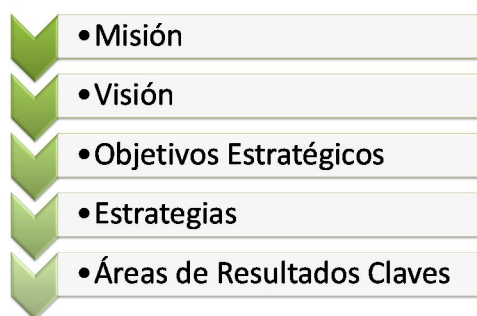 •Misión
•Visión
•Objetivos Estratégicos
•Estrategias
•Áreas de Resultados Claves